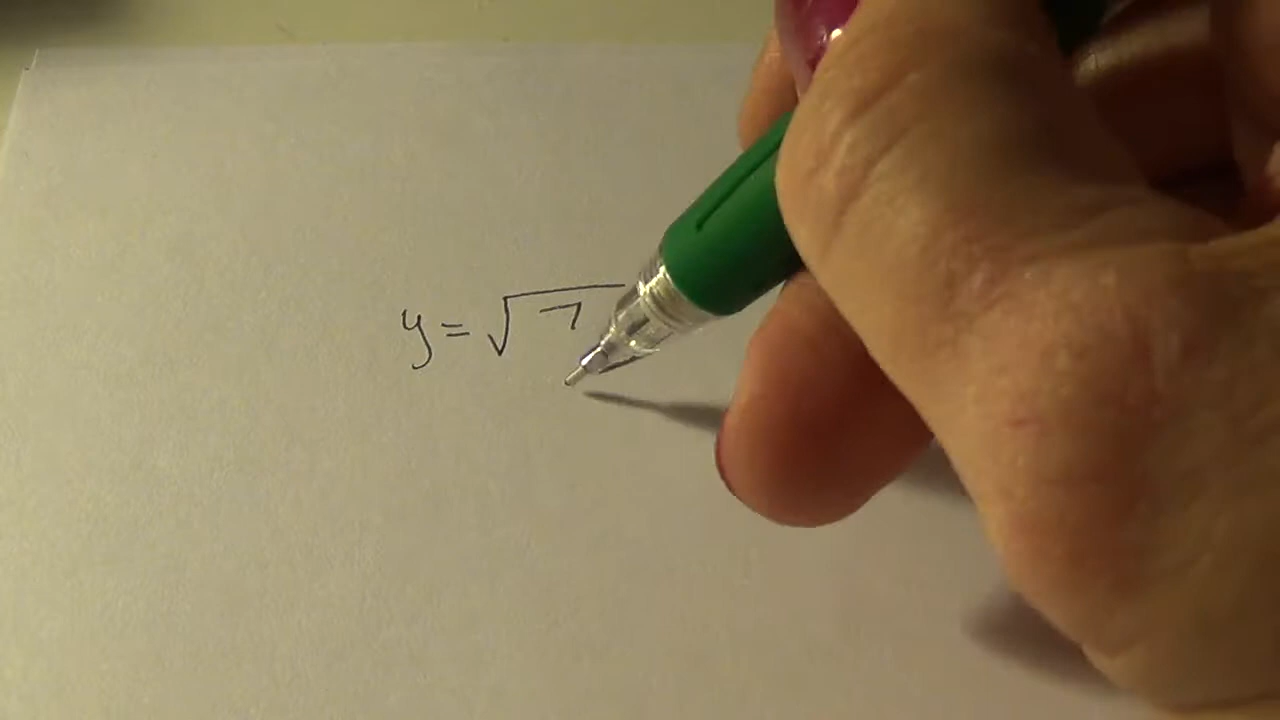 y = √7